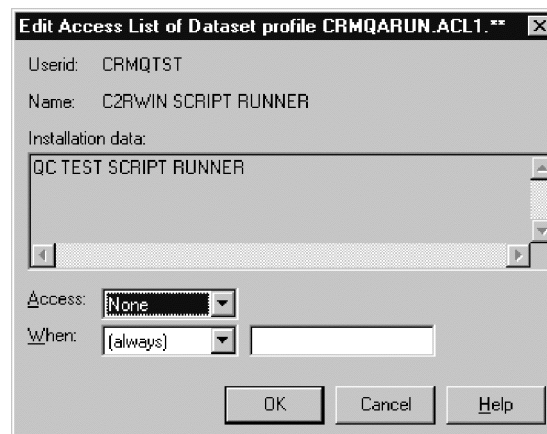 Edit Access List of Dataset profile CRMQARUN.ACL1.**
Userid: CRMQTST
Name: C2RWIN SCRIPT RUNNER
Installation data:
QC TEST SCRIPT RUNNER
Access: None
When: (always)
OK Cancel Help